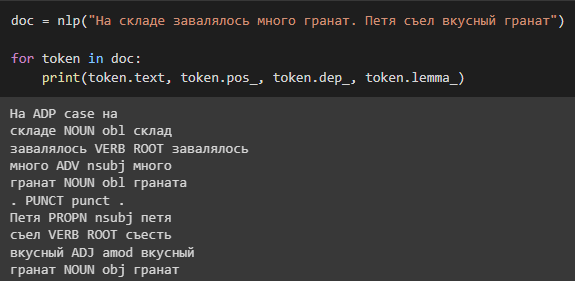 doc = nlp("На складе завалялось много гранат. Петя съел вкусный гранат")
for token in doc:
    print(token.text, token.pos_, token.dep_, token.lemma_)
На ADP case на
складе NOUN obl склад
завалялось VERB ROOT завалялось
много ADV nsubj много
гранат NOUN obl граната
. PUNCT punct .
Петя PROPN nsubj петя
съел VERB ROOT съесть
вкусный ADJ amod вкусный
гранат NOUN obj гранат